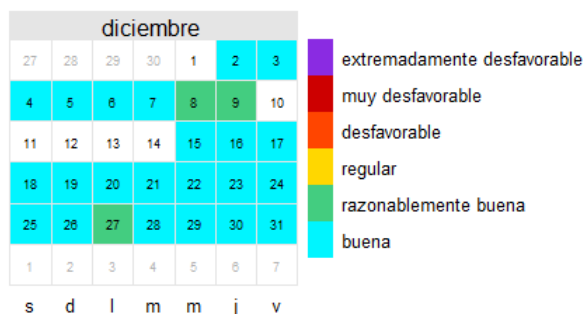 diciembre
27 28 29 30 1 2 3
4 5 6 7 8 9 10
11 12 13 14 15 16 17
18 19 20 21 22 23 24
25 26 27 28 29 30 31
1 2 3 4 5 6 7
s d l m m j v
extremadamente desfavorable
muy desfavorable
desfavorable
regular
razonablemente buena
buena